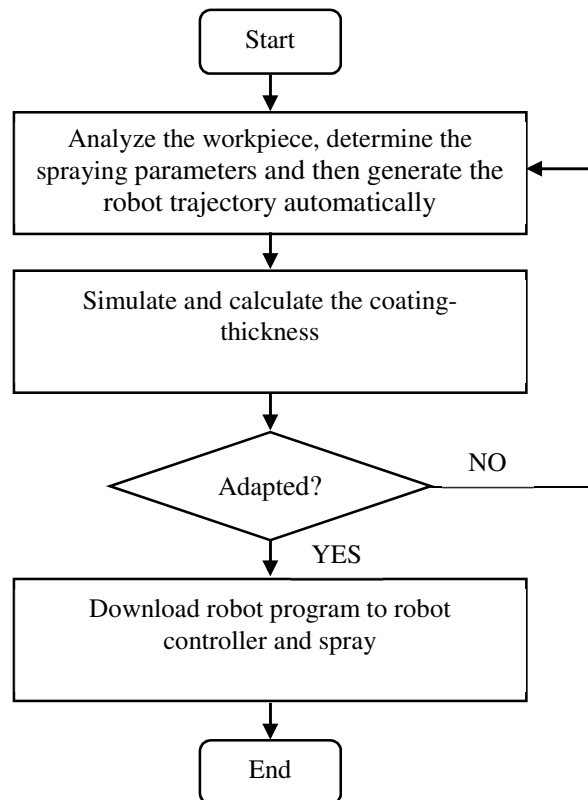 Start
Analyze the workpiece, determine the
spraying parameters and then generate the
robot trajectory automatically
Simulate and calculate the coating-
thickness
Adapted?
NO
YES
Download robot program to robot
controller and spray
End